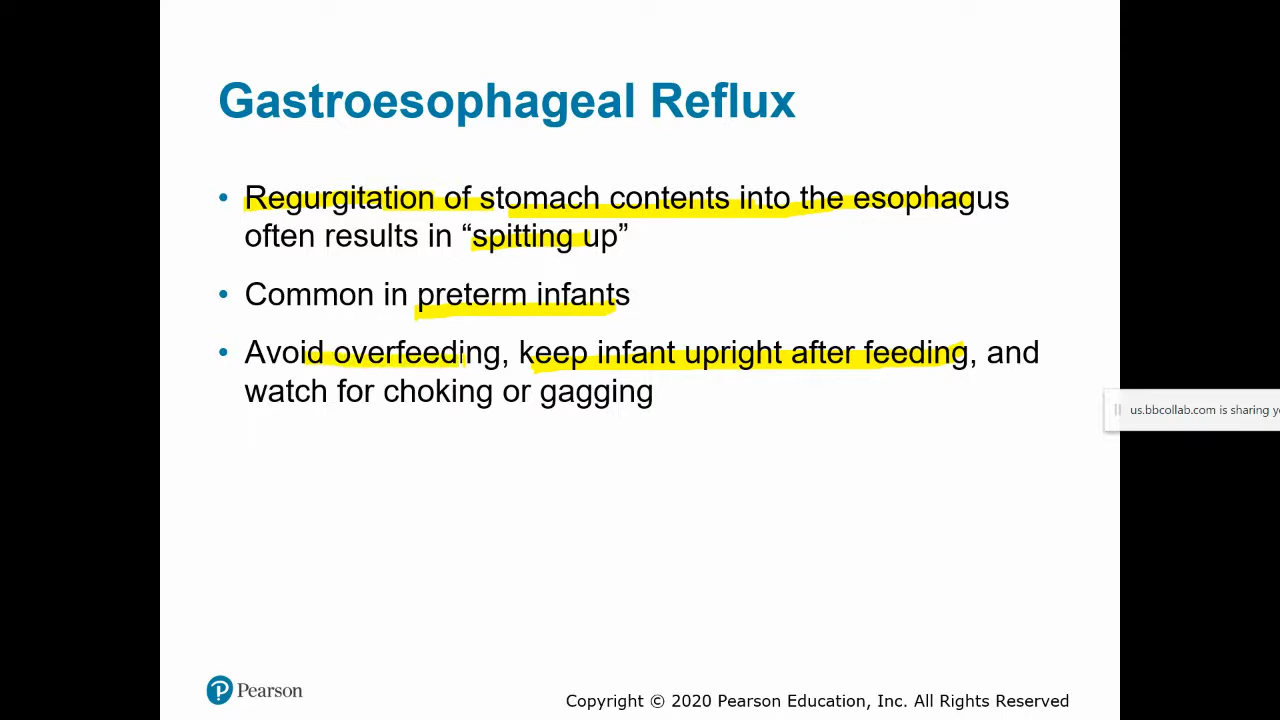 Gastroesophageal Reflux
• Regurgitation of stomach contents into the esophagus
often results in “spitting up”
• Common in preterm infants
• Avoid overfeeding, keep infant upright after feeding, and
watch for choking or gagging
us.bbcollab.com is sharing
Pearson
Copyright © 2020 Pearson Education, Inc. All Rights Reserved